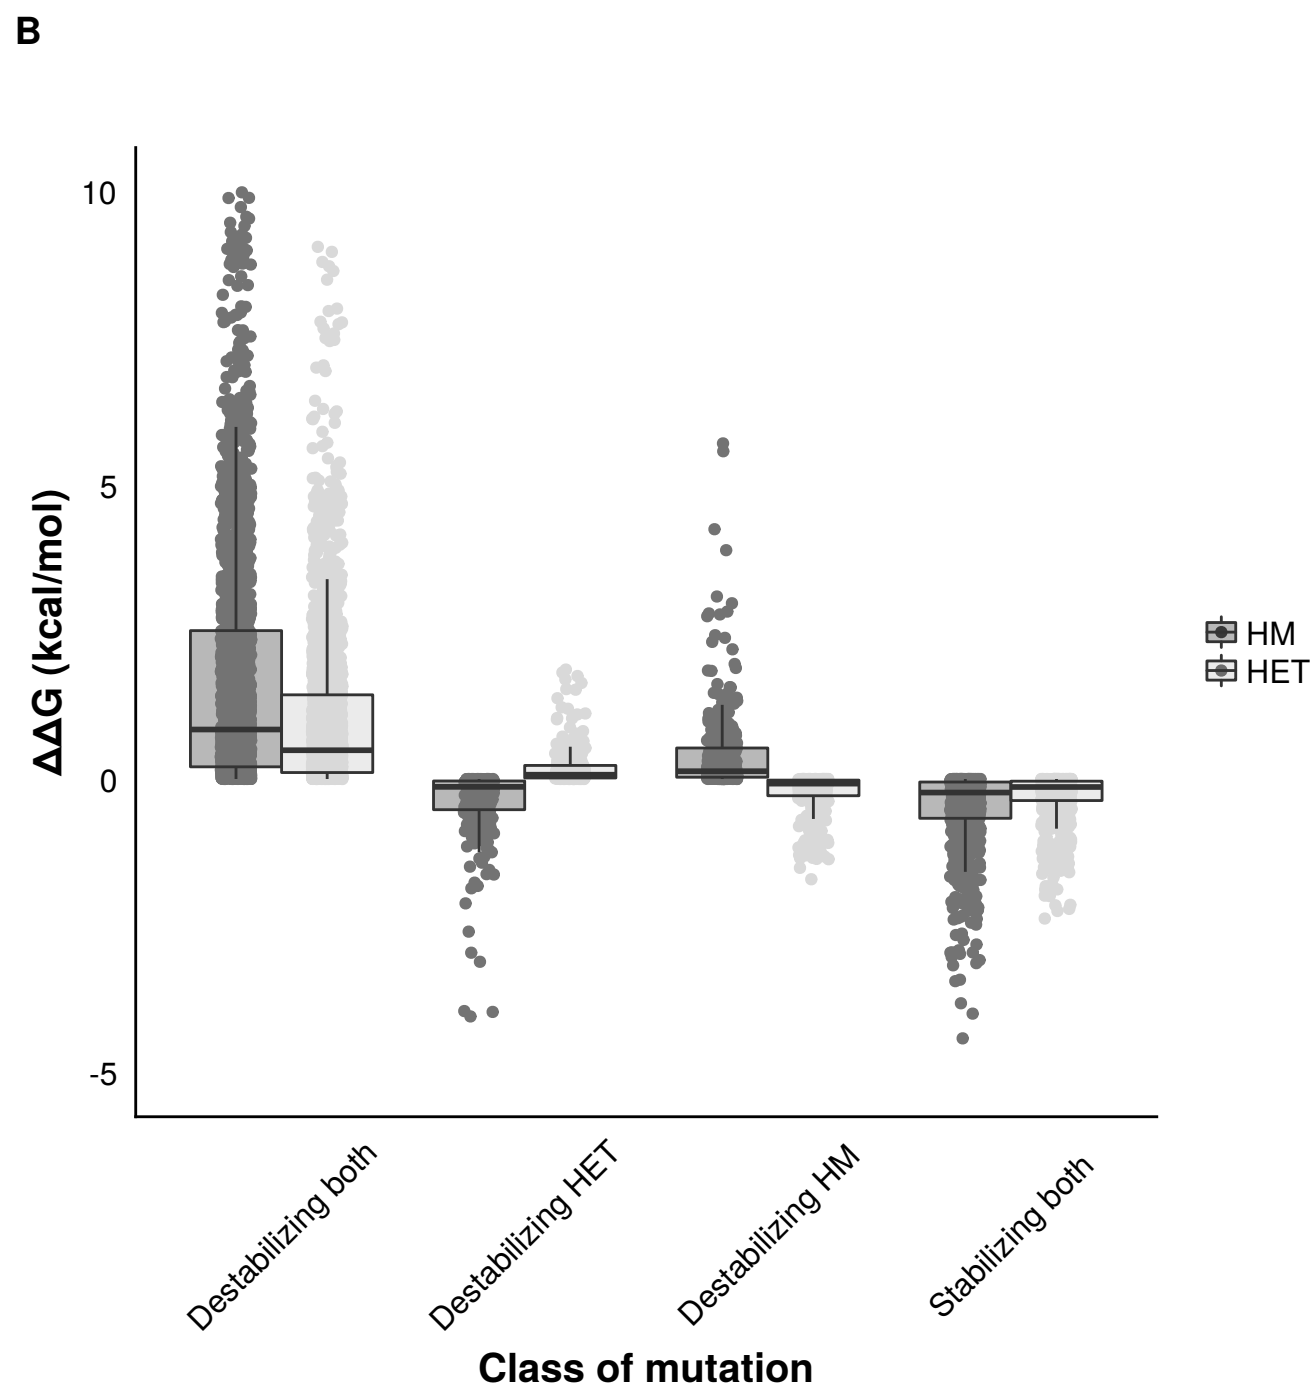 B
10
5
0
-5
ΔΔG (kcal/mol)
HM
HET
Destabilizing both
Destabilizing HET
Destabilizing HM
Stabilizing both
Class of mutation